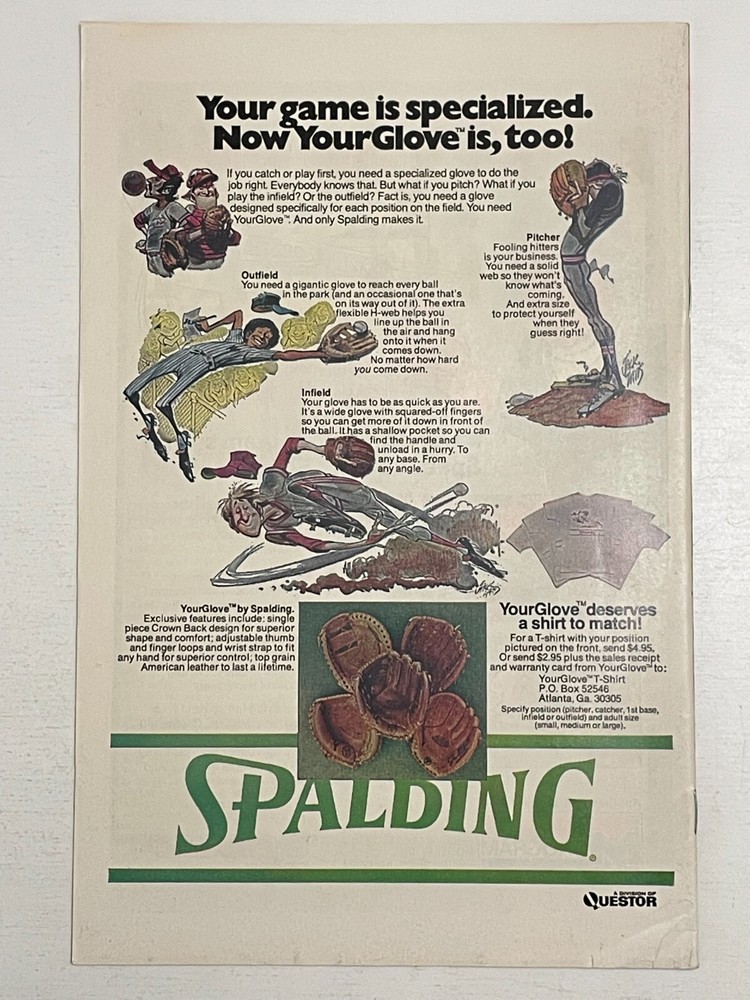 Your game is specialized.
Now YourGlove™ is, too!
If you catch or play first, you need a specialized glove to do the
job right. Everybody knows that. But what if you pitch? What if you
play the infield? Or the outfield? Fact is, you need a glove
designed specifically for each position on the field. You need
YourGlove™. And only Spalding makes it.
Pitcher
Fooling hitters
is your business.
You need a solid
web so they won't
know what's
coming.
And extra size
to protect yourself
when they
guess right!
Outfield
You need a gigantic glove to reach every ball
in the park (and an occasional one that's
on its way out of it). The extra
flexible H-web helps you
line up the ball in
the air and hang
onto it when it
comes down.
No matter how hard
you come down.
Infield
Your glove has to be as quick as you are.
It's a wide glove with squared-off fingers
so you can get more of it down in front of
the ball. It has a shallow pocket so you can
find the handle and
unload in a hurry. To
any base. From
any angle.
YourGlove™ by Spalding.
Exclusive features include: single
piece Crown Back design for superior
shape and comfort; adjustable thumb
and finger loops and wrist strap to fit
any hand for superior control; top grain
American leather to last a lifetime.
YourGlove™ deserves
a shirt to match!
For a T-shirt with your position
pictured on the front, send $4.95.
Or send $2.95 plus the sales receipt
and warranty card from YourGlove™ to:
YourGlove™ T-Shirt
P.O. Box 52546
Atlanta, Ga. 30305
Specify position (pitcher, catcher, 1st base,
infield or outfield) and adult size
(small, medium or large).
SPALDING®
A DIVISION OF
QUESTOR